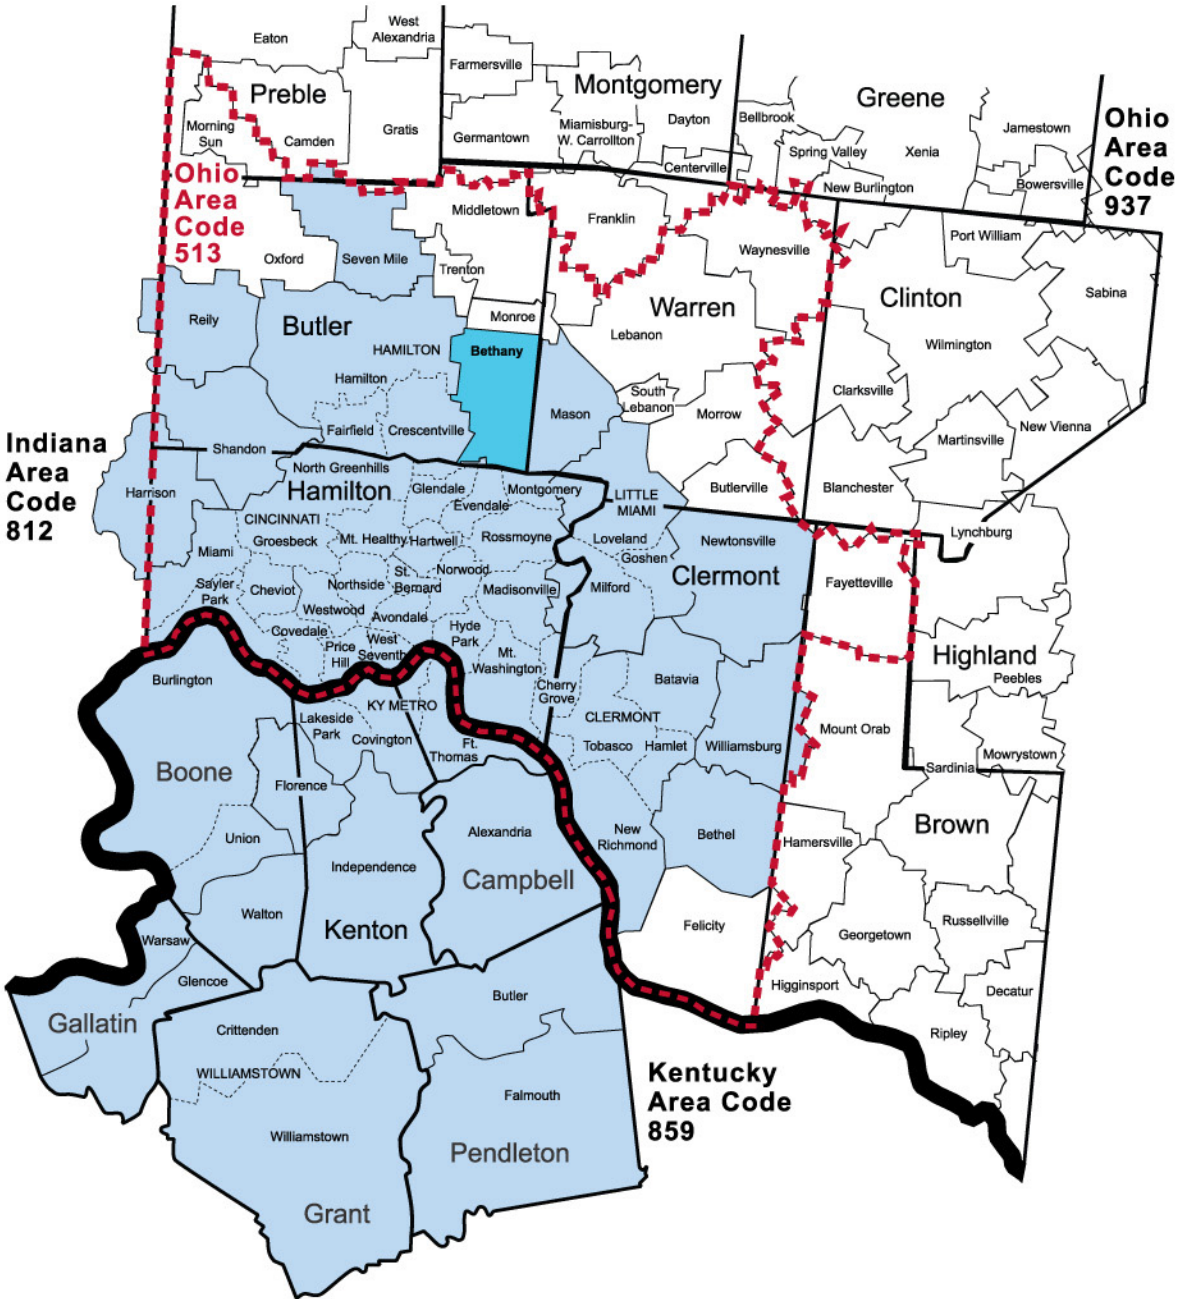 West
Alexandria
Eaton
Farmersville
Montgomery
Greene
Preble
Morning
Sun
Camden
Gratis
Germantown
Miamisburg-
W. Carrollton
Dayton
Centerville
Bellbrook
Spring Valley
Xenia
Jamestown
Bowersville
New Burlington
Ohio
Area
Code
937
Ohio
Area
Code
513
Middletown
Franklin
Waynesville
Port William
Oxford
Seven Mile
Trenton
Warren
Clinton
Sabina
Reily
Butler
Monroe
Lebanon
Wilmington
HAMILTON
Bethany
Hamilton
South
Lebanon
Morrow
Clarksville
Mason
Fairfield
Crescentville
New Vienna
Martinsville
Indiana
Area
Code
812
Shandon
North Greenhills
Hamilton
Glendale
Montgomery
Evendale
LITTLE
MIAMI
Butlerville
Blanchester
Harrison
CINCINNATI
Groesbeck
Mt. Healthy
Hartwell
Rossmoyne
Loveland
Goshen
Newtonsville
Lynchburg
Miami
Sayler
Park
Cheviot
Northside
St.
Bernard
Norwood
Madisonville
Milford
Clermont
Fayetteville
Westwood
Avondale
Covedale
Price
Hill
West
Seventh
Hyde
Park
Mt.
Washington
Highland
Peebles
Burlington
Cherry
Grove
Batavia
KY METRO
Lakeside
Park
Covington
Ft.
Thomas
CLERMONT
Tobasco
Hamlet
Williamsburg
Mount Orab
Mowrystown
Sardinia
Boone
Florence
Union
Alexandria
New
Richmond
Bethel
Hamersville
Brown
Independence
Campbell
Walton
Kenton
Felicity
Georgetown
Russellville
Warsaw
Glencoe
Higginsport
Decatur
Gallatin
Butler
Crittenden
Ripley
WILLIAMSTOWN
Kentucky
Area Code
859
Falmouth
Williamstown
Pendleton
Grant